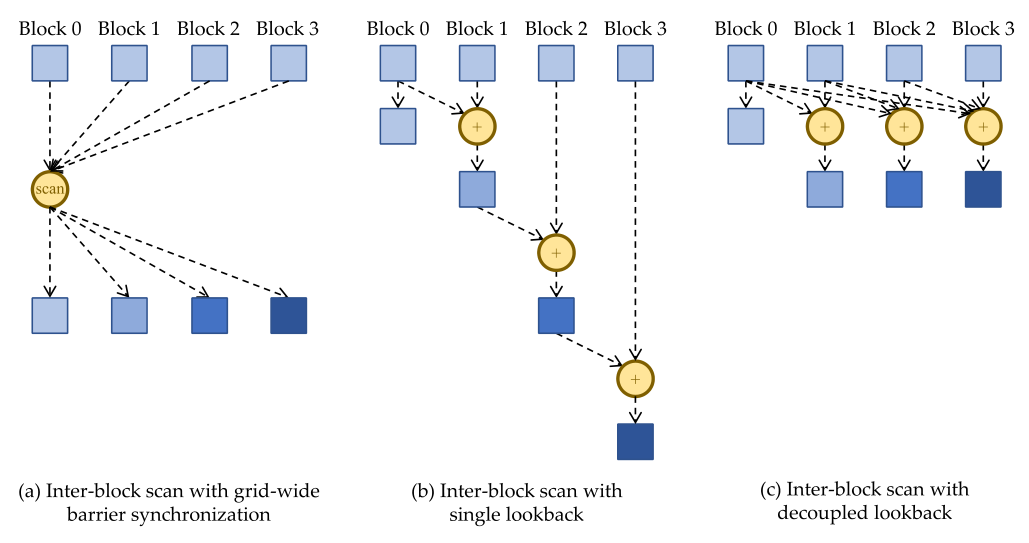 Block 0 Block 1 Block 2 Block 3
scan
(a) Inter-block scan with grid-wide
barrier synchronization
Block 0 Block 1 Block 2 Block 3
+
+
+
(b) Inter-block scan with
single lookback
Block 0 Block 1 Block 2 Block 3
+ + +
(c) Inter-block scan with
decoupled lookback